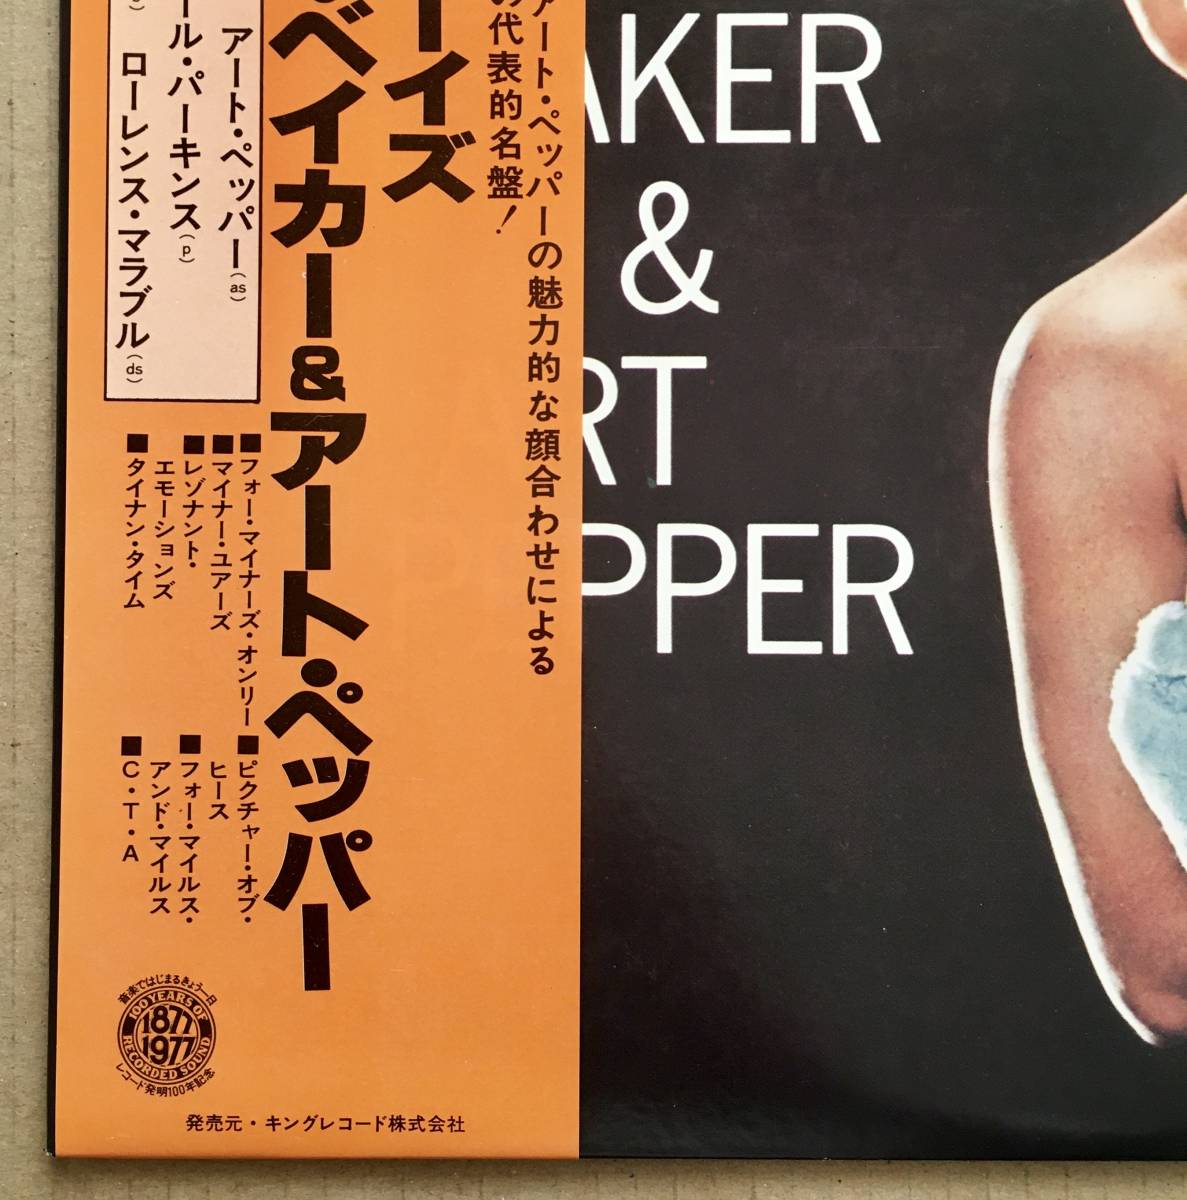 アート・ペッパーの魅力的な顔合わせによる
の代表的名盤!
ーイズ
ベイカー&アート・ペッパー
アート・ペッパー(as)
ール・パーキンス(p)
ローレンス・マラブル(ds)
■フォー・マイナーズ・オンリー
■マイナー・ユアーズ
■レゾナント・
エモーションズ
■タイナン・タイム
■ピクチャー・オブ・
ヒース
■フォー・マイルス・
アンド・マイルス
■C・T・A
音楽ではじまるきょう一日
100 YEARS OF
1877
1977
RECORDED SOUND
レコード発明100年記念
発売元・キングレコード株式会社
AKER
&
RT
PPER